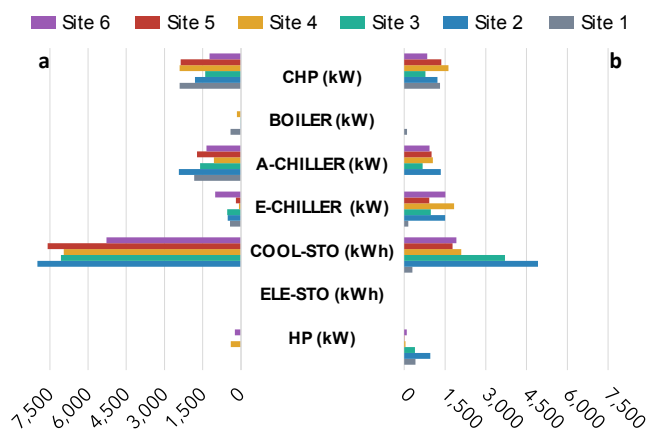 Site 6 Site 5 Site 4 Site 3 Site 2 Site 1
a b
CHP (kW)
BOILER (kW)
A-CHILLER (kW)
E-CHILLER (kW)
COOL-STO (kWh)
ELE-STO (kWh)
HP (kW)
7,500 6,000 4,500 3,000 1,500 0 0 1,500 3,000 4,500 6,000 7,500